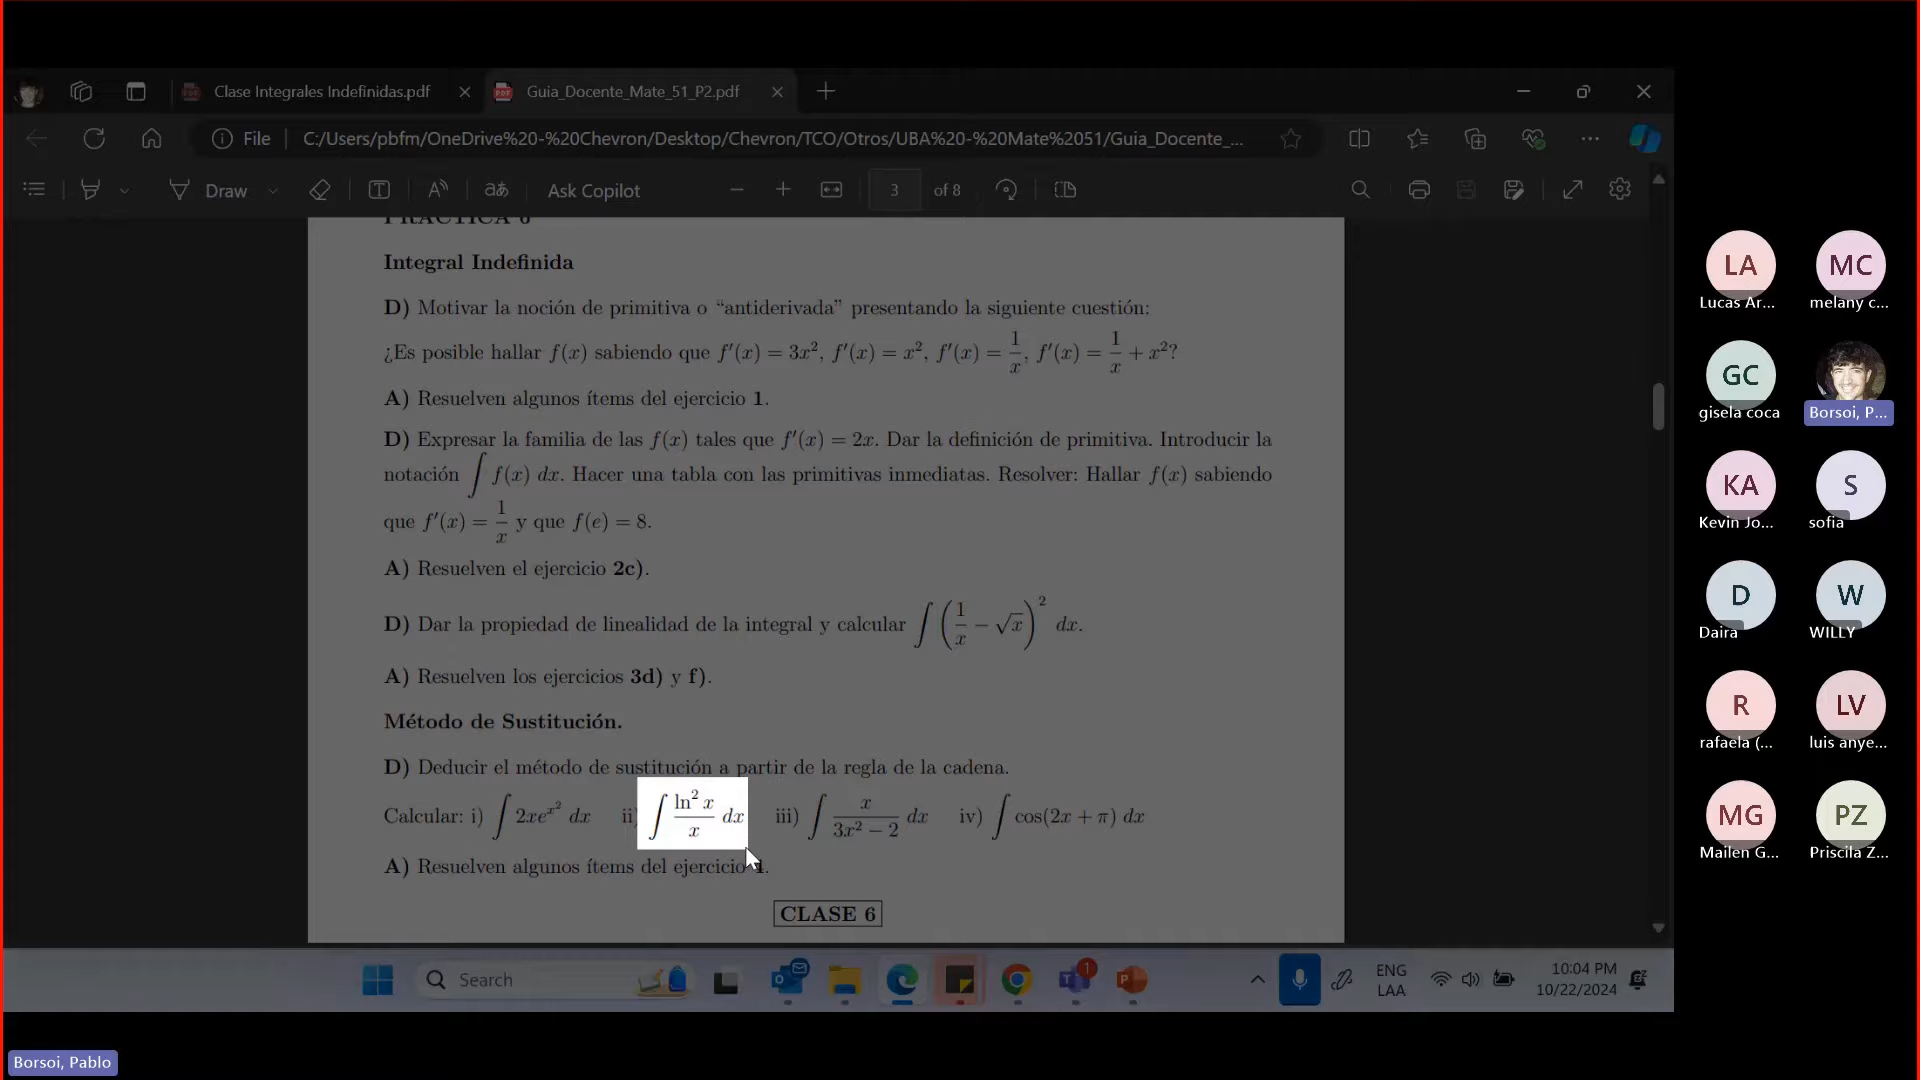 Clase Integrales Indefinidas.pdf
Guia_Docente_Mate_51_P2.pdf
File
C:/Users/pbfm/OneDrive%20-%20Chevron/Desktop/Chevron/TCO/Otros/UBA%20-%20Mate%2051/Guia_Docente_...
Draw
Ask Copilot
3 of 8
PRÁCTICA 6
Integral Indefinida
D) Motivar la noción de primitiva o “antiderivada” presentando la siguiente cuestión:
¿Es posible hallar f(x) sabiendo que f′(x) = 3x², f′(x) = x², f′(x) = 1/x, f′(x) = 1/x + x²?
A) Resuelven algunos ítems del ejercicio 1.
D) Expresar la familia de las f(x) tales que f′(x) = 2x. Dar la definición de primitiva. Introducir la
notación ∫ f(x) dx. Hacer una tabla con las primitivas inmediatas. Resolver: Hallar f(x) sabiendo
que f′(x) = 1/x y que f(e) = 8.
A) Resuelven el ejercicio 2c).
D) Dar la propiedad de linealidad de la integral y calcular ∫ (1/x − √x)² dx.
A) Resuelven los ejercicios 3d) y f).
Método de Sustitución.
D) Deducir el método de sustitución a partir de la regla de la cadena.
Calcular: i) ∫ 2xe^{x²} dx ii) ∫ ln² x / x dx iii) ∫ x / (3x² − 2) dx iv) ∫ cos(2x + π) dx
A) Resuelven algunos ítems del ejercicio 4.
CLASE 6
LA
Lucas Ar...
MC
melany c...
GC
gisela coca
Borsoi, P...
KA
Kevin Jo...
S
sofia
D
Daira
W
WILLY
R
rafaela (...
LV
luis anye...
MG
Mailen G...
PZ
Priscila Z...
Search
1
ENG
LAA
10:04 PM
10/22/2024
Borsoi, Pablo